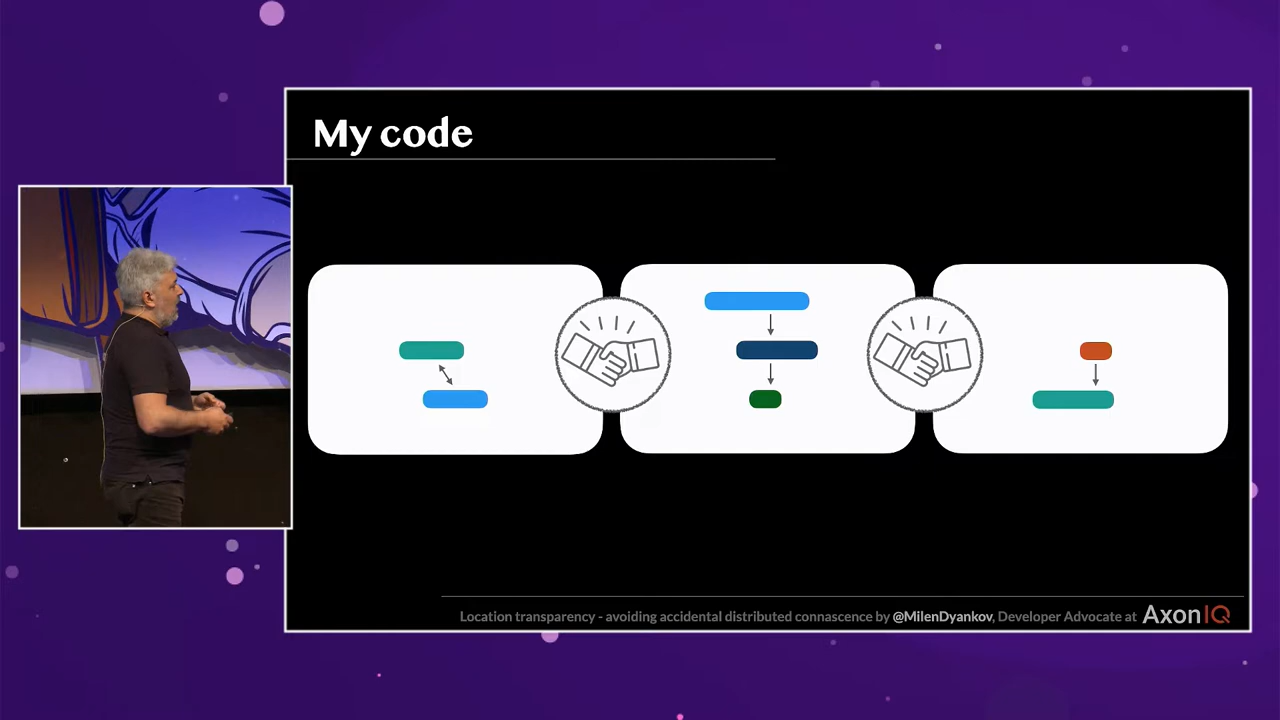 My code
Location transparency - avoiding accidental distributed connascence by @MilenDyankov, Developer Advocate at AxonIQ